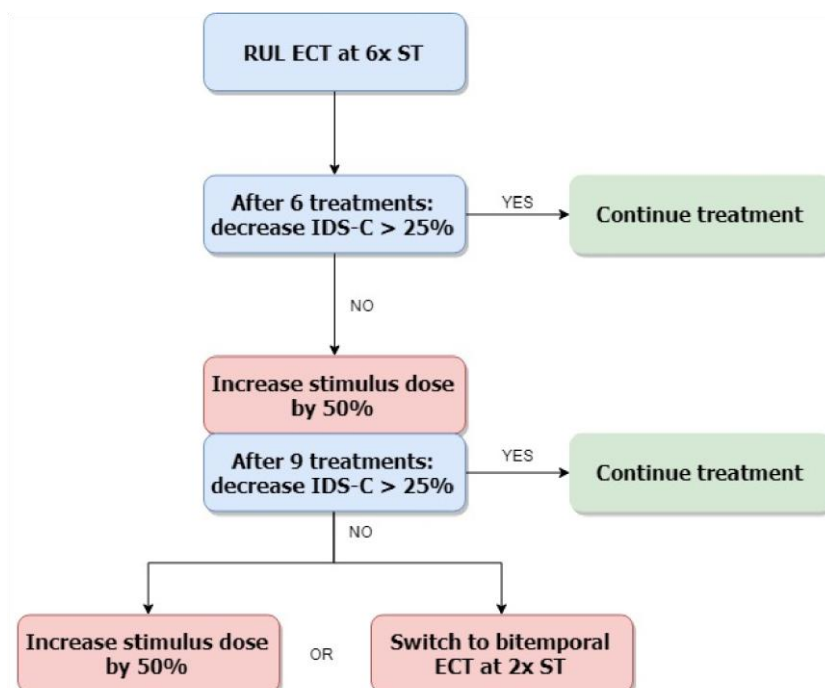 RUL ECT at 6x ST
After 6 treatments:
decrease IDS-C > 25%
YES
Continue treatment
NO
Increase stimulus dose
by 50%
After 9 treatments:
decrease IDS-C > 25%
YES
Continue treatment
NO
Increase stimulus dose
by 50%
OR
Switch to bitemporal
ECT at 2x ST